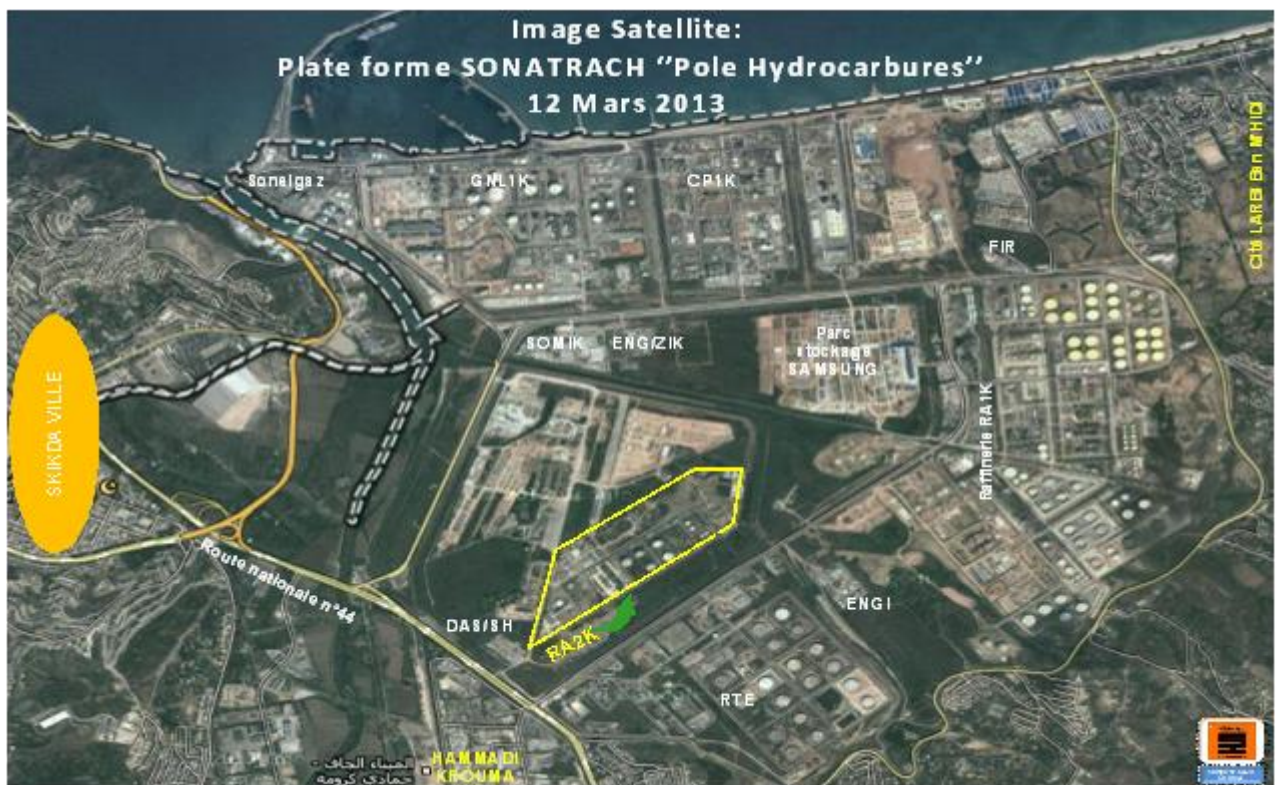 Image Satellite:
Plate forme SONATRACH "Pole Hydrocarbures"
12 Mars 2013
Sonelgaz
GNL1K
CP1K
FIR
Cité LARBI Ben M'HIDI
SOMIK
ENG/ZIK
Parc
stockage
SAMSUNG
SKIKDA VILLE
Raffinerie RA1K
Route nationale n°44
DAS/SH
RA2K
ENGI
RTE
الميناء الجاف -
حمادي كرومة
HAMMADI
KROUMA